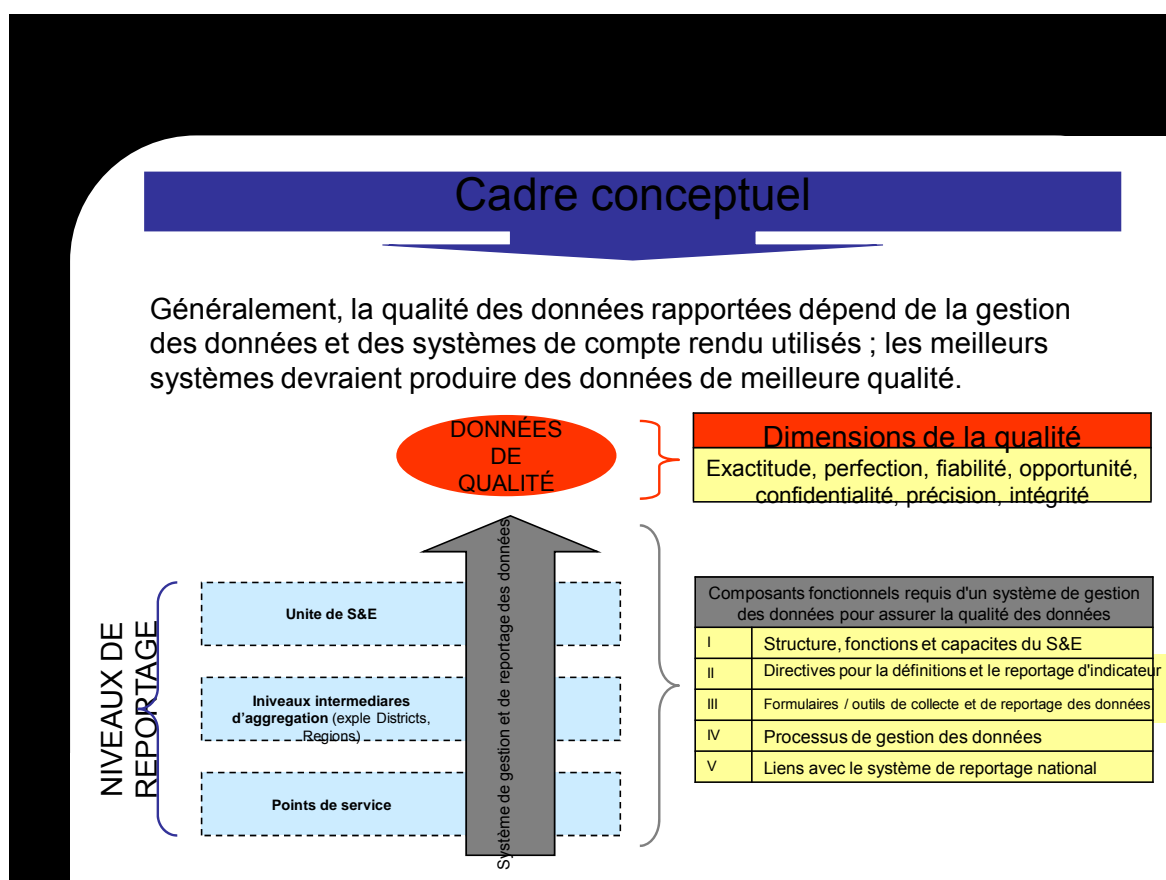 Cadre conceptuel
Généralement, la qualité des données rapportées dépend de la gestion
des données et des systèmes de compte rendu utilisés ; les meilleurs
systèmes devraient produire des données de meilleure qualité.
DONNÉES
DE
QUALITÉ
Dimensions de la qualité
Exactitude, perfection, fiabilité, opportunité,
confidentialité, précision, intégrité
NIVEAUX DE
REPORTAGE
Unite de S&E
Iniveaux intermediares
d'aggregation (exple Districts,
Regions)
Points de service
Système de gestion et de reportage des données
Composants fonctionnels requis d'un système de gestion
des données pour assurer la qualité des données
I Structure, fonctions et capacites du S&E
II Directives pour la définitions et le reportage d'indicateur
III Formulaires / outils de collecte et de reportage des données
IV Processus de gestion des données
V Liens avec le système de reportage national